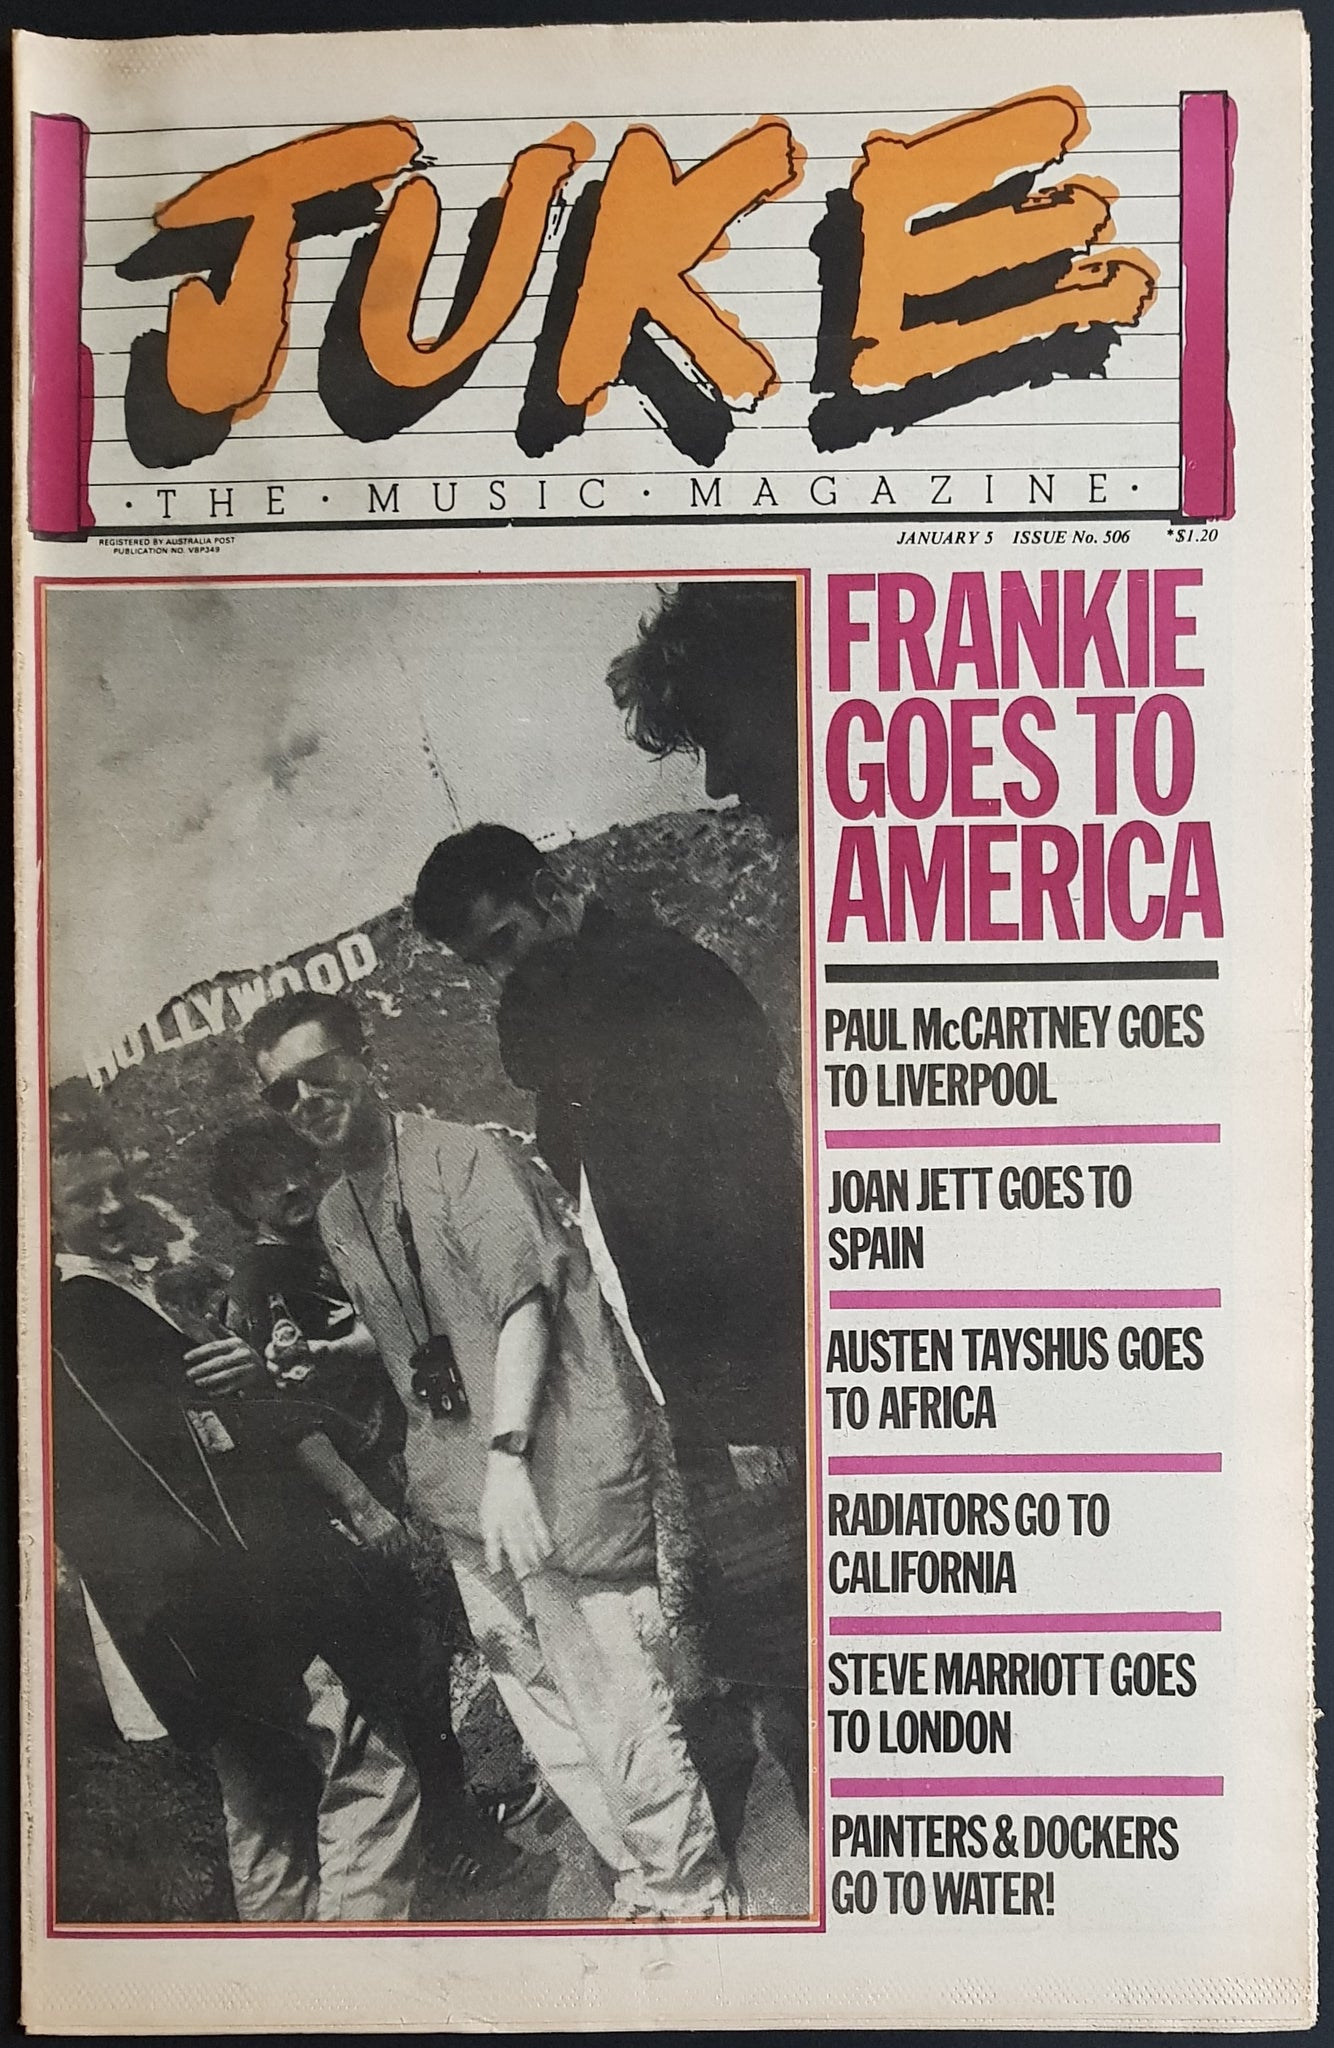 JUKE
·THE·MUSIC·MAGAZINE·
REGISTERED BY AUSTRALIA POST
PUBLICATION NO. VBP349
JANUARY 5 ISSUE No. 506 *$1.20
FRANKIE
GOES TO
AMERICA
HOLLYWOOD
PAUL McCARTNEY GOES
TO LIVERPOOL
JOAN JETT GOES TO
SPAIN
AUSTEN TAYSHUS GOES
TO AFRICA
RADIATORS GO TO
CALIFORNIA
STEVE MARRIOTT GOES
TO LONDON
PAINTERS & DOCKERS
GO TO WATER!